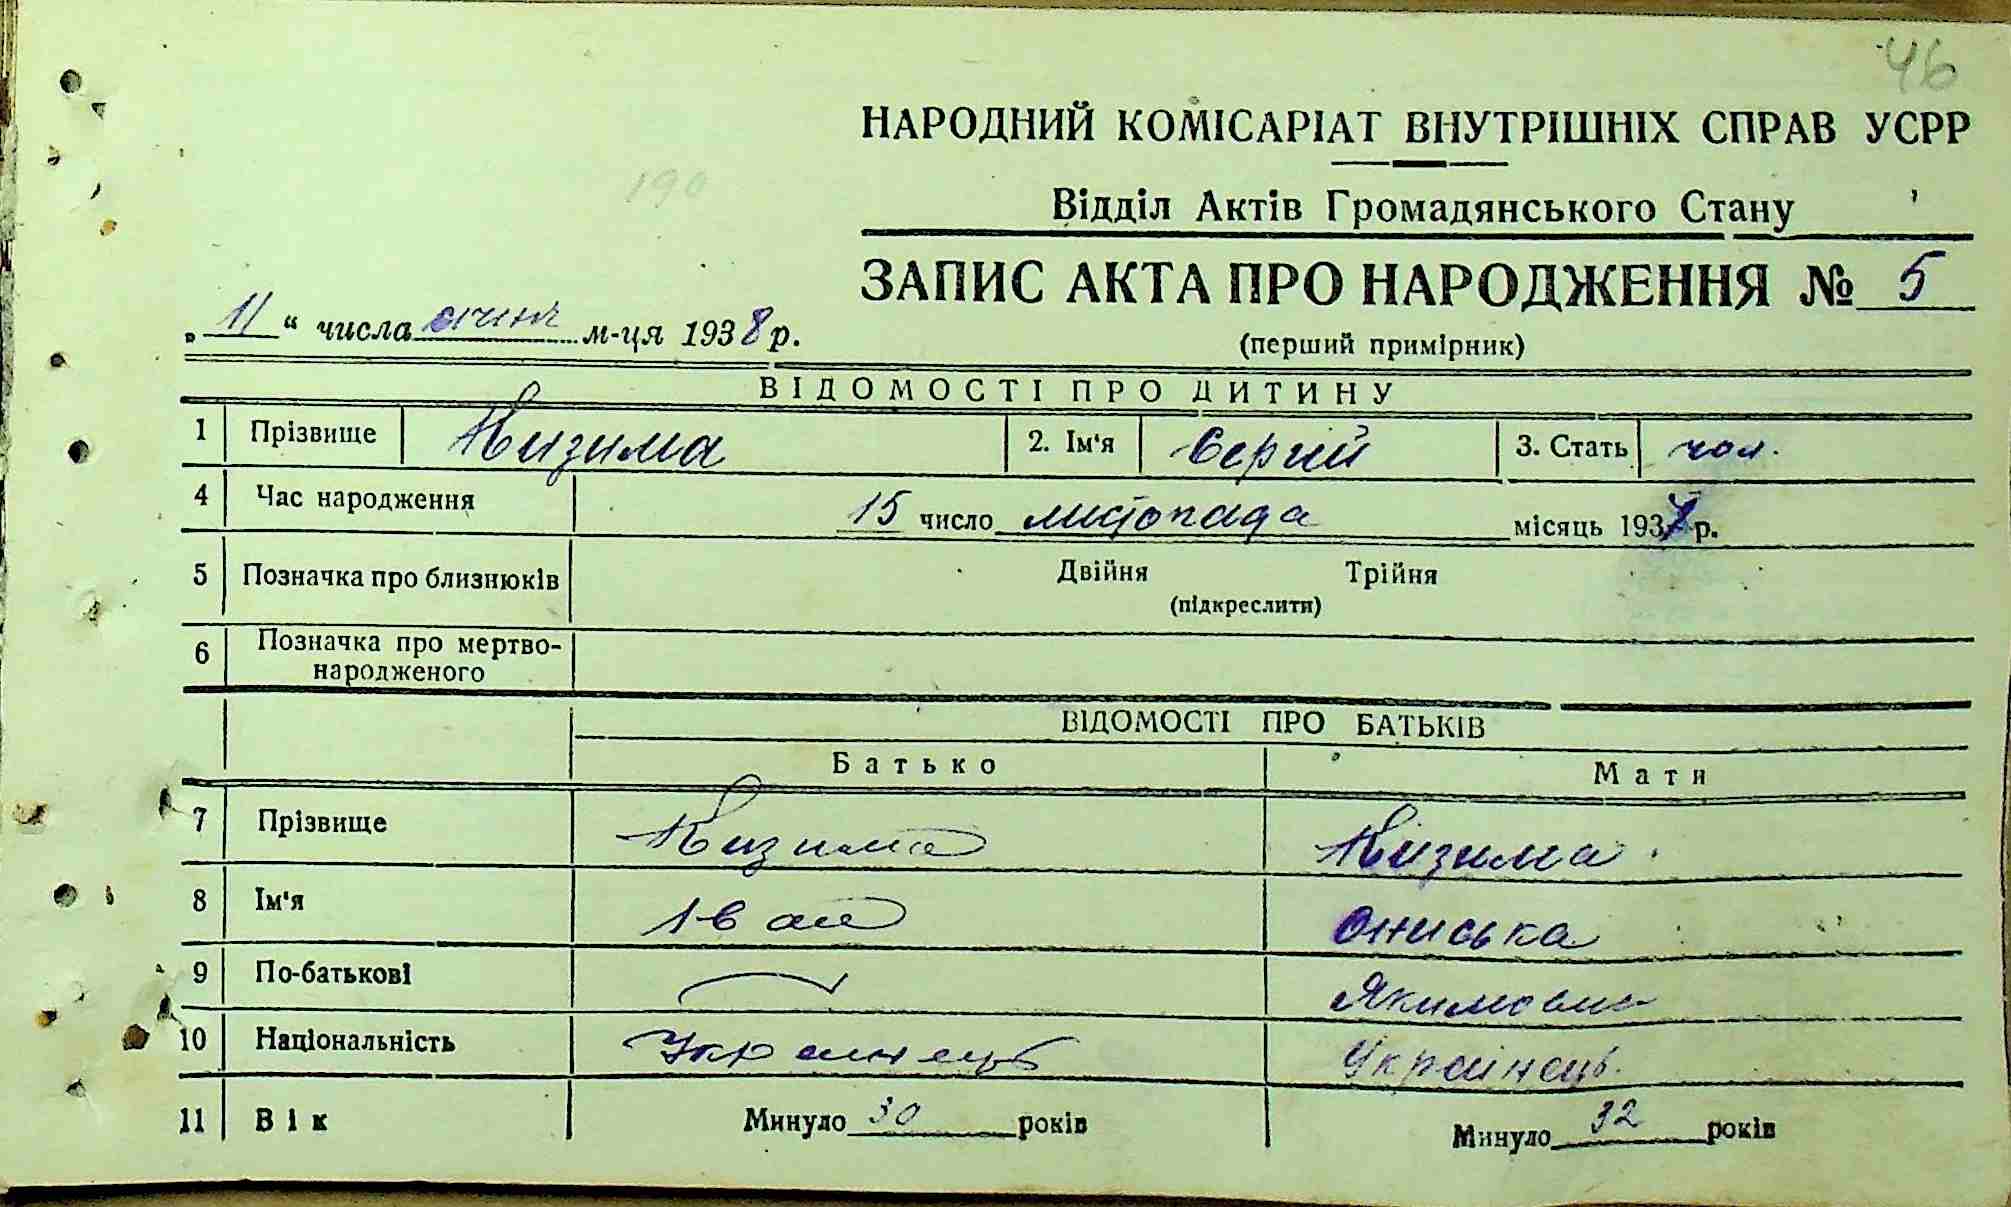 46
НАРОДНИЙ КОМІСАРІАТ ВНУТРІШНІХ СПРАВ УСРР
190
Відділ Актів Громадянського Стану
ЗАПИС АКТА ПРО НАРОДЖЕННЯ № 5
„ 11 “ числа січня м-ця 1938 р.
(перший примірник)
ВІДОМОСТІ ПРО ДИТИНУ
1 Прізвище Кизима 2. Ім'я Сергій 3. Стать чол.
4 Час народження 15 число листопада місяць 1937 р.
5 Позначка про близнюків Двійня Трійня
(підкреслити)
6 Позначка про мертво-
народженого
ВІДОМОСТІ ПРО БАТЬКІВ
Батько Мати
7 Прізвище Кизима Кизима
8 Ім'я Іван Ониська
9 По-батькові Якимовна
10 Національність Українець Українець
11 Вік Минуло 30 років Минуло 32 років